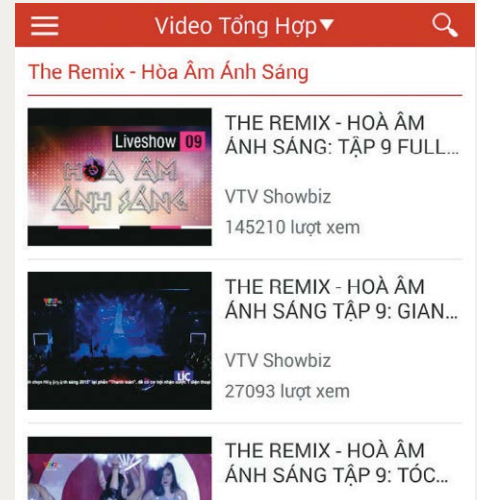 Video Tổng Hợp▼
The Remix - Hòa Âm Ánh Sáng
Liveshow 09
HÒA ÂM
ÁNH SÁNG
THE REMIX - HOÀ ÂM
ÁNH SÁNG: TẬP 9 FULL...
VTV Showbiz
145210 lượt xem
THE REMIX - HOÀ ÂM
ÁNH SÁNG TẬP 9: GIAN...
VTV Showbiz
27093 lượt xem
THE REMIX - HOÀ ÂM
ÁNH SÁNG TẬP 9: TÓC...